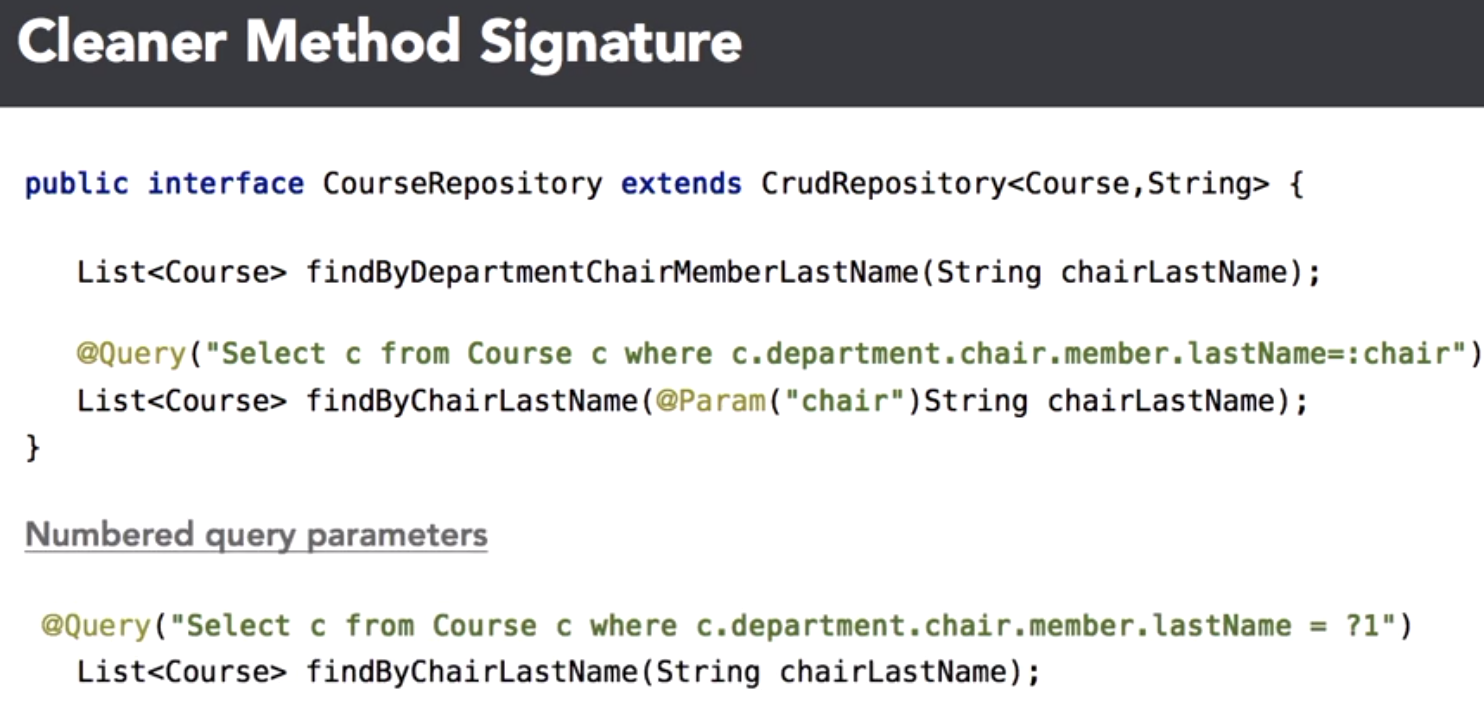 Cleaner Method Signature
public interface CourseRepository extends CrudRepository<Course,String> {
List<Course> findByDepartmentChairMemberLastName(String chairLastName);
@Query("Select c from Course c where c.department.chair.member.lastName=:chair")
List<Course> findByChairLastName(@Param("chair")String chairLastName);
}
Numbered query parameters
@Query("Select c from Course c where c.department.chair.member.lastName = ?1")
List<Course> findByChairLastName(String chairLastName);